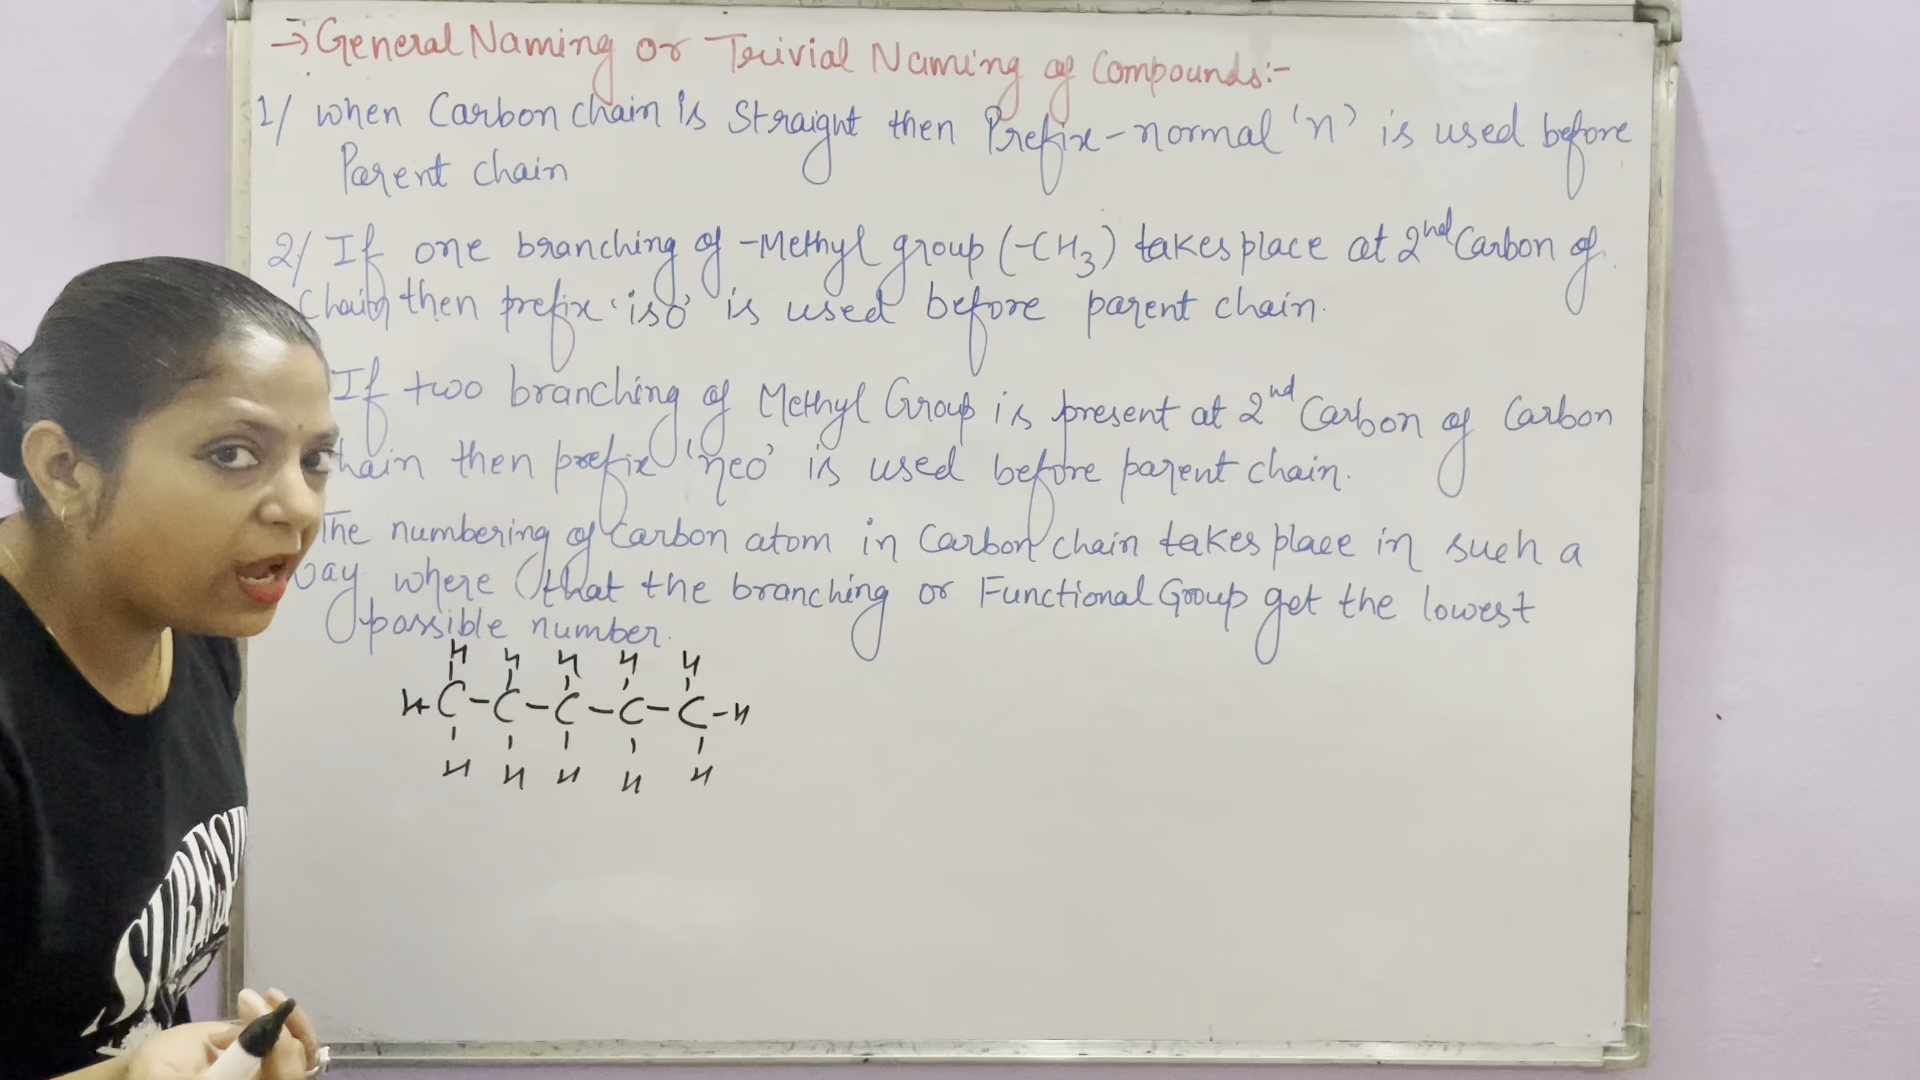 → General Naming or Trivial Naming of Compounds:-
1/ when Carbon chain is Straight then Prefix - normal 'n' is used before
Parent chain
2/ If one branching of -Methyl group (-CH3) takes place at 2nd Carbon of
Chain then prefix 'iso' is used before parent chain.
If two branching of Methyl Group is present at 2nd Carbon of Carbon
hain then prefix 'neo' is used before parent chain.
The numbering of Carbon atom in Carbon chain takes place in such a
way where that the branching or Functional Group get the lowest
possible number.
H H H H H
H-C-C-C-C-C-H
H H H H H